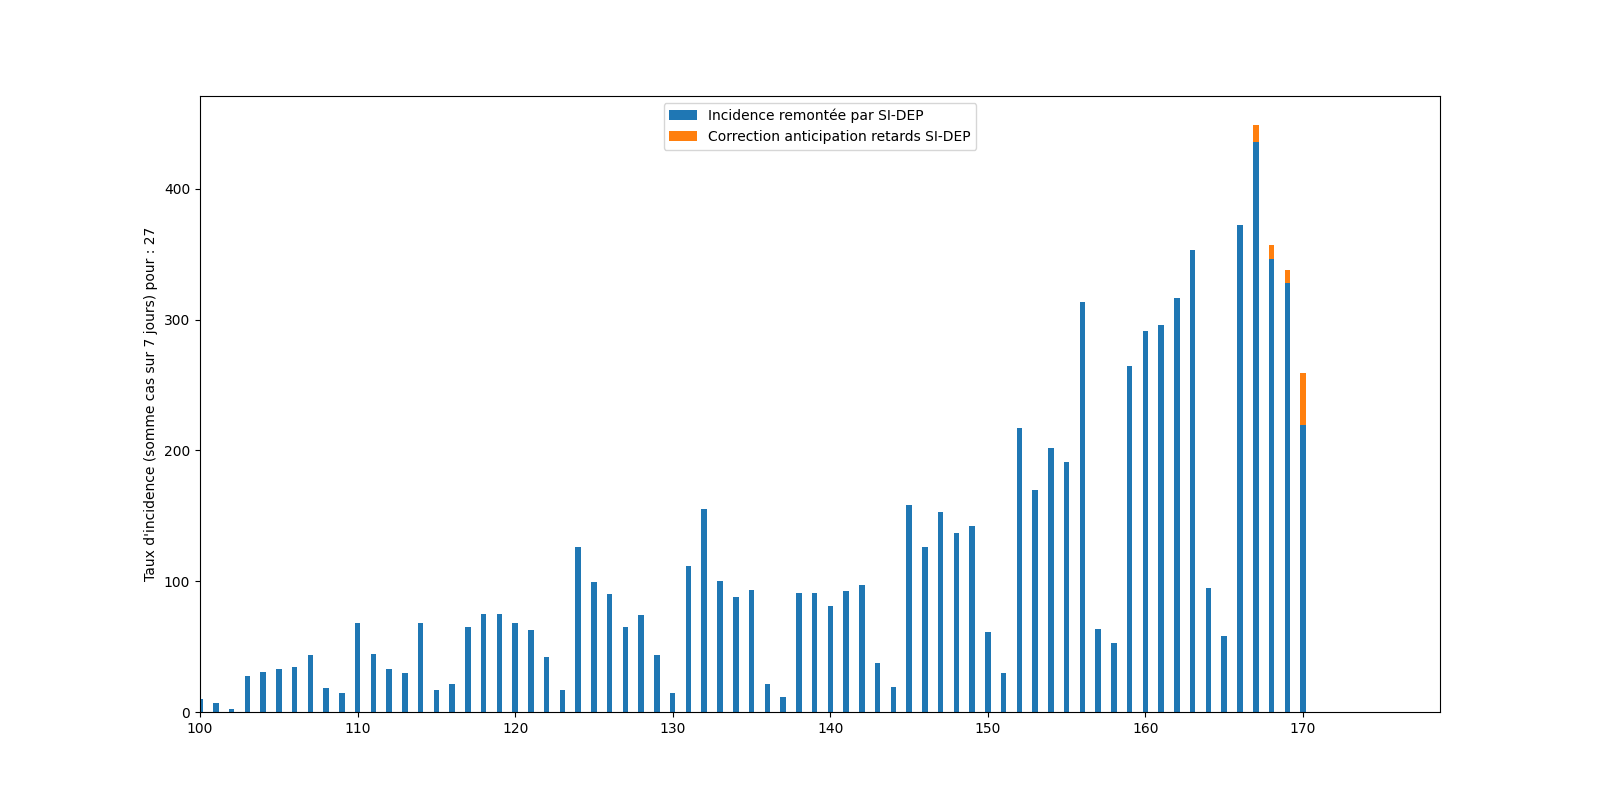 Incidence remontée par SI-DEP
Correction anticipation retards SI-DEP
Taux d'incidence (somme cas sur 7 jours) pour : 27
400
300
200
100
0
100 110 120 130 140 150 160 170